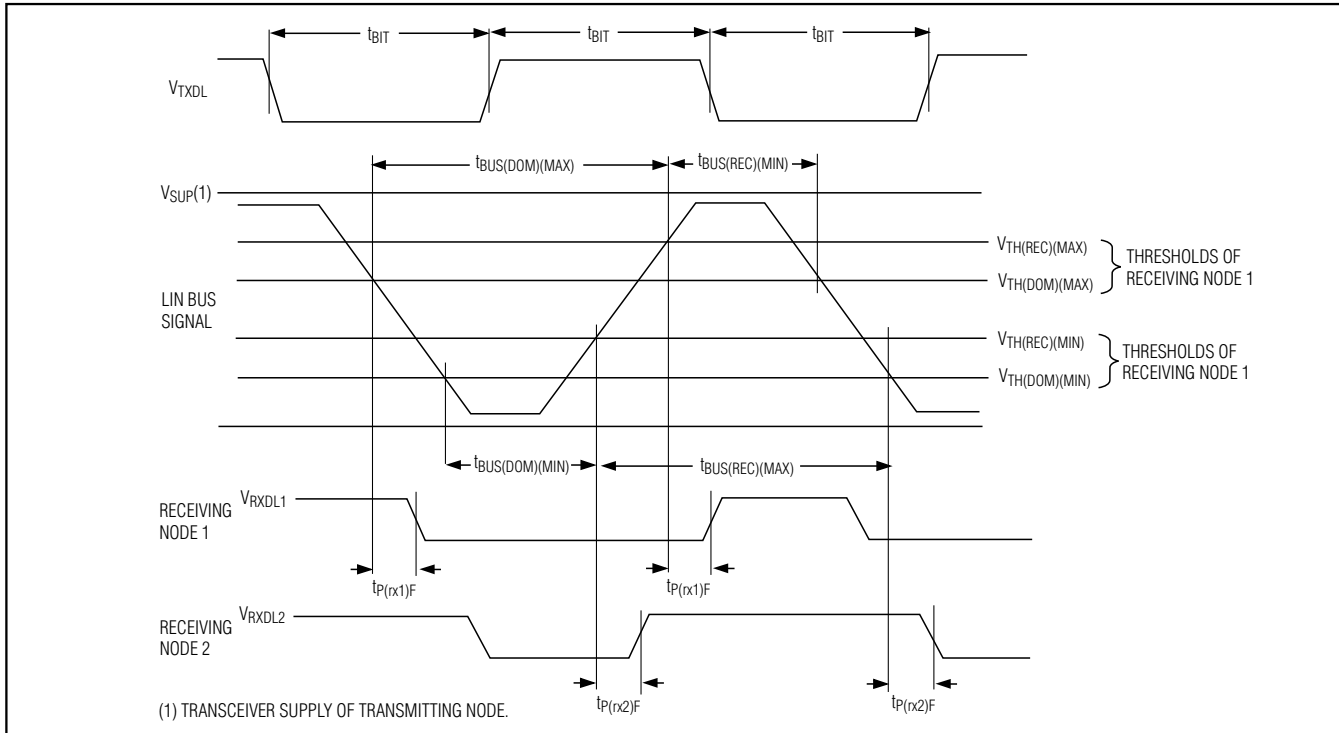 tBIT tBIT tBIT
VTXDL
tBUS(DOM)(MAX) tBUS(REC)(MIN)
VSUP(1)
VTH(REC)(MAX)
THRESHOLDS OF
RECEIVING NODE 1
VTH(DOM)(MAX)
LIN BUS
SIGNAL
VTH(REC)(MIN)
THRESHOLDS OF
RECEIVING NODE 1
VTH(DOM)(MIN)
tBUS(DOM)(MIN) tBUS(REC)(MAX)
RECEIVING
NODE 1
VRXDL1
tP(rx1)F tP(rx1)F
RECEIVING
NODE 2
VRXDL2
tP(rx2)F tP(rx2)F
(1) TRANSCEIVER SUPPLY OF TRANSMITTING NODE.